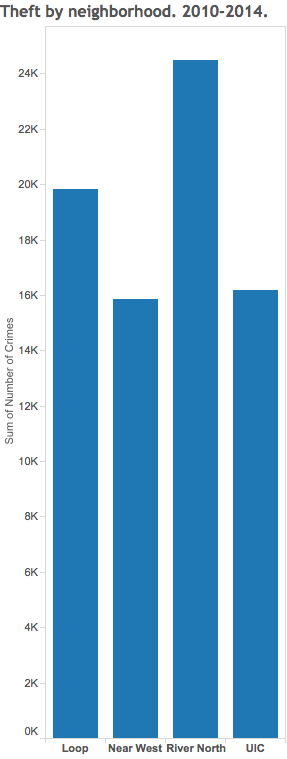 Theft by neighborhood. 2010-2014.
24K
22K
20K
18K
16K
14K
12K
10K
8K
6K
4K
2K
0K
Sum of Number of Crimes
Loop Near West River North UIC